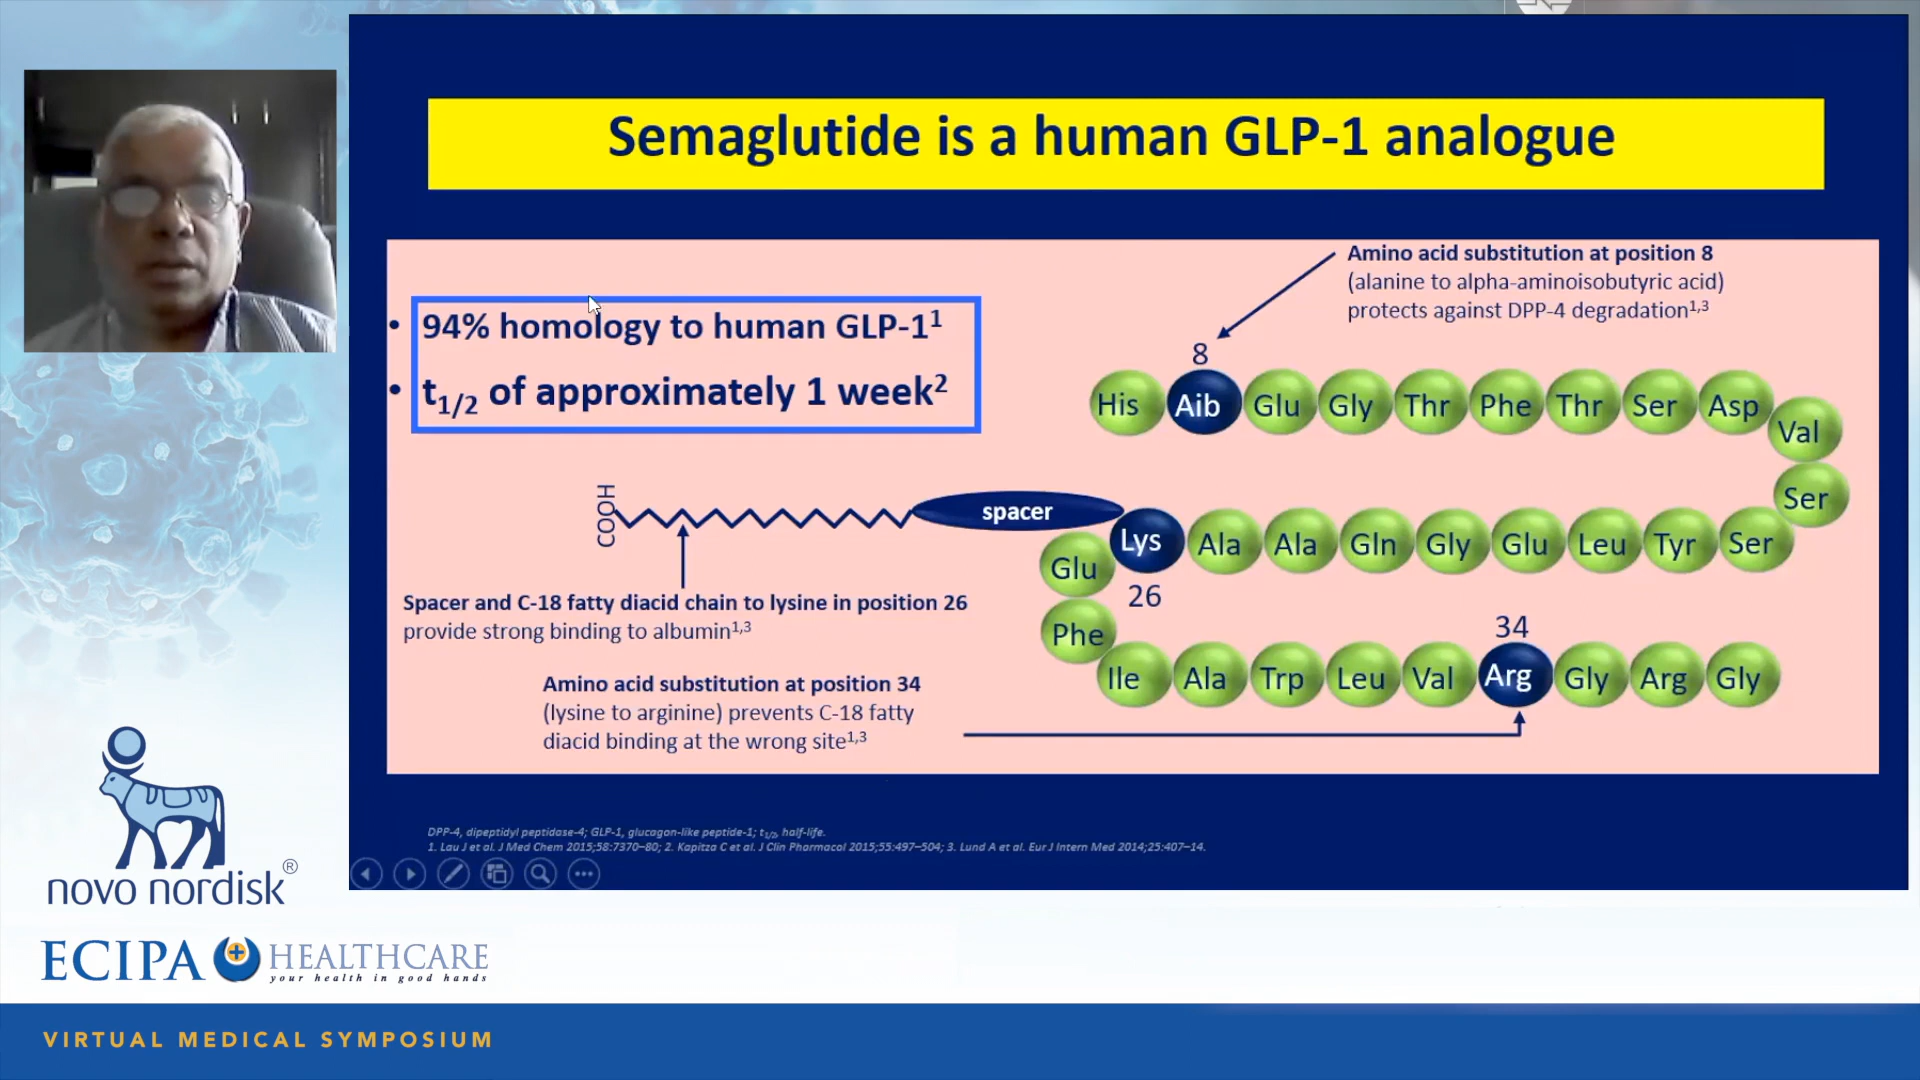 Semaglutide is a human GLP-1 analogue
• 94% homology to human GLP-1¹
• t1/2 of approximately 1 week²
Amino acid substitution at position 8
(alanine to alpha-aminoisobutyric acid)
protects against DPP-4 degradation¹,³
8
His Aib Glu Gly Thr Phe Thr Ser Asp
Val
Ser
COOH
spacer
Lys Ala Ala Gln Gly Glu Leu Tyr Ser
Glu
26
Phe
Spacer and C-18 fatty diacid chain to lysine in position 26
provide strong binding to albumin¹,³
34
Ile Ala Trp Leu Val Arg Gly Arg Gly
Amino acid substitution at position 34
(lysine to arginine) prevents C-18 fatty
diacid binding at the wrong site¹,³
DPP-4, dipeptidyl peptidase-4; GLP-1, glucagon-like peptide-1; t1/2, half-life.
1. Lau J et al. J Med Chem 2015;58:7370–80; 2. Kapitza C et al. J Clin Pharmacol 2015;55:497–504; 3. Lund A et al. Eur J Intern Med 2014;25:407–14.
novo nordisk®
ECIPA HEALTHCARE
your health in good hands
VIRTUAL MEDICAL SYMPOSIUM